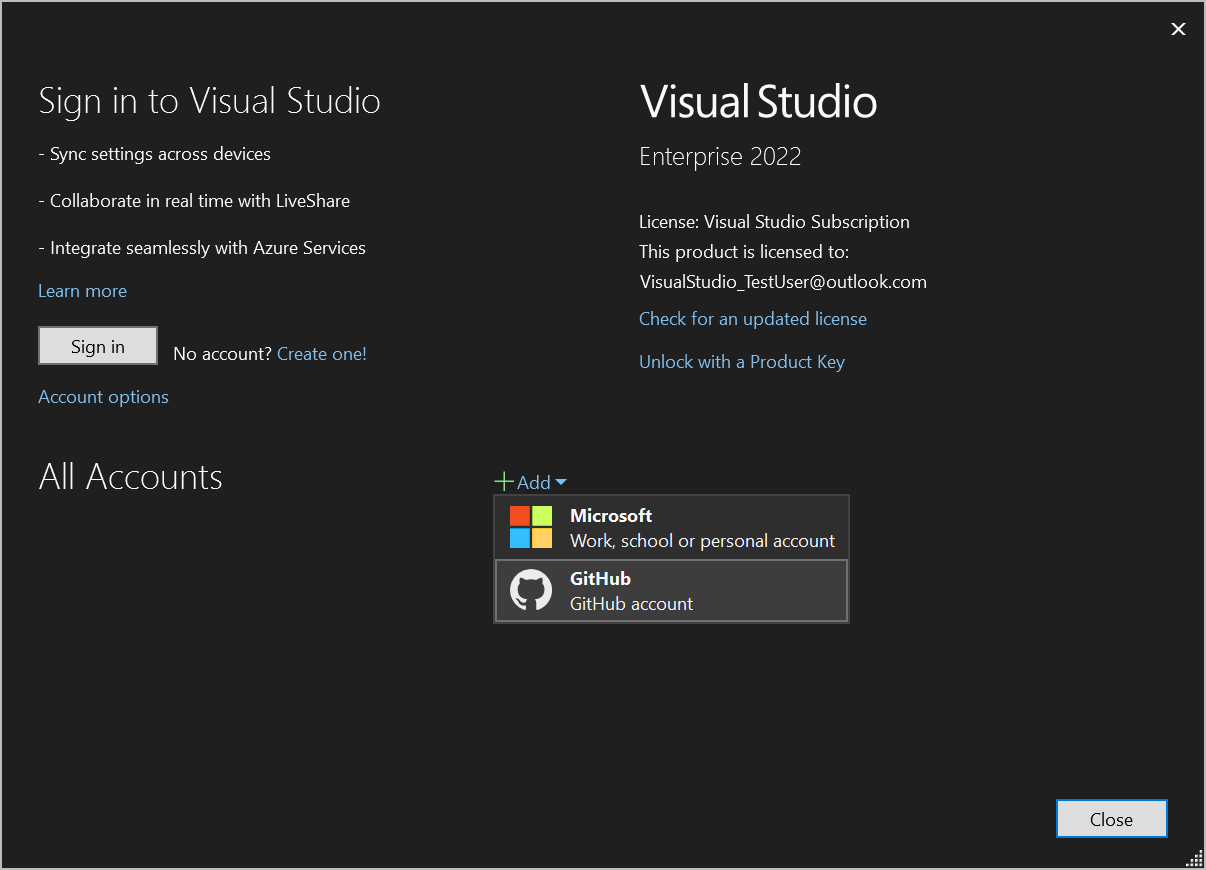 Sign in to Visual Studio
- Sync settings across devices
- Collaborate in real time with LiveShare
- Integrate seamlessly with Azure Services
Learn more
Sign in
No account? Create one!
Account options
Visual Studio
Enterprise 2022
License: Visual Studio Subscription
This product is licensed to:
VisualStudio_TestUser@outlook.com
Check for an updated license
Unlock with a Product Key
All Accounts
Add
Microsoft
Work, school or personal account
GitHub
GitHub account
Close